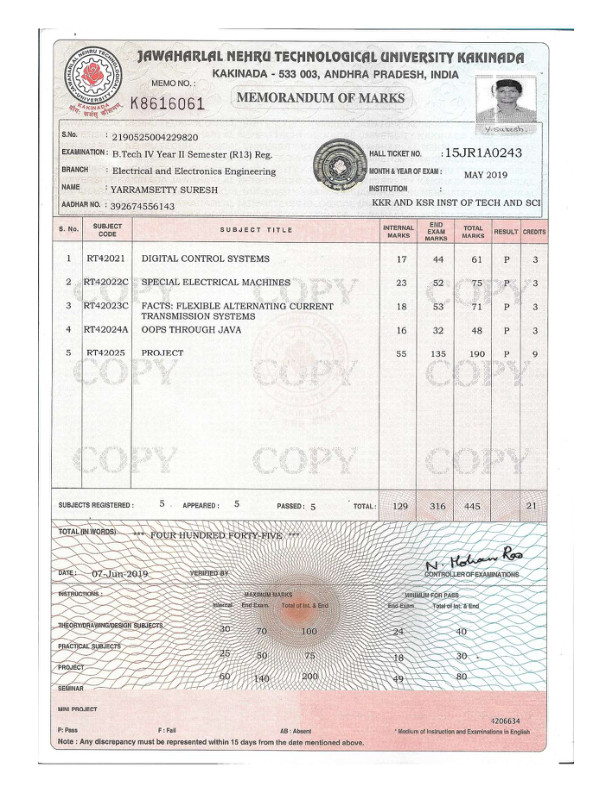 JAWAHARLAL NEHRU TECHNOLOGICAL UNIVERSITY KAKINADA
KAKINADA - 533 003, ANDHRA PRADESH, INDIA
MEMO NO. :
K8616061
MEMORANDUM OF MARKS
V. Suresh.
S.No. : 2190525004229820
EXAMINATION : B.Tech IV Year II Semester (R13) Reg. HALL TICKET NO. : 15JR1A0243
BRANCH : Electrical and Electronics Engineering MONTH & YEAR OF EXAM : MAY 2019
NAME : YARRAMSETTY SURESH INSTITUTION :
AADHAR NO. : 392674556143 KKR AND KSR INST OF TECH AND SCI
S. No. SUBJECT CODE SUBJECT TITLE INTERNAL MARKS END EXAM MARKS TOTAL MARKS RESULT CREDITS
1 RT42021 DIGITAL CONTROL SYSTEMS 17 44 61 P 3
2 RT42022C SPECIAL ELECTRICAL MACHINES 23 52 75 P 3
3 RT42023C FACTS: FLEXIBLE ALTERNATING CURRENT 18 53 71 P 3
TRANSMISSION SYSTEMS
4 RT42024A OOPS THROUGH JAVA 16 32 48 P 3
5 RT42025 PROJECT 55 135 190 P 9
COPY COPY COPY
COPY COPY COPY
SUBJECTS REGISTERED : 5 APPEARED : 5 PASSED : 5 TOTAL : 129 316 445 21
TOTAL (IN WORDS) *** FOUR HUNDRED FORTY-FIVE ***
N. Mohan Rao
DATE : 07-Jun-2019 VERIFIED BY CONTROLLER OF EXAMINATIONS
INSTRUCTIONS : MAXIMUM MARKS MINIMUM FOR PASS
Internal End Exam. Total of Int. & End End Exam Total of Int. & End
THEORY/DRAWING/DESIGN SUBJECTS 30 70 100 24 40
PRACTICAL SUBJECTS 25 50 75 18 30
PROJECT 60 140 200 49 80
SEMINAR
MINI PROJECT
4206634
P: Pass F : Fail AB : Absent * Medium of Instruction and Examinations in English
Note : Any discrepancy must be represented within 15 days from the date mentioned above.